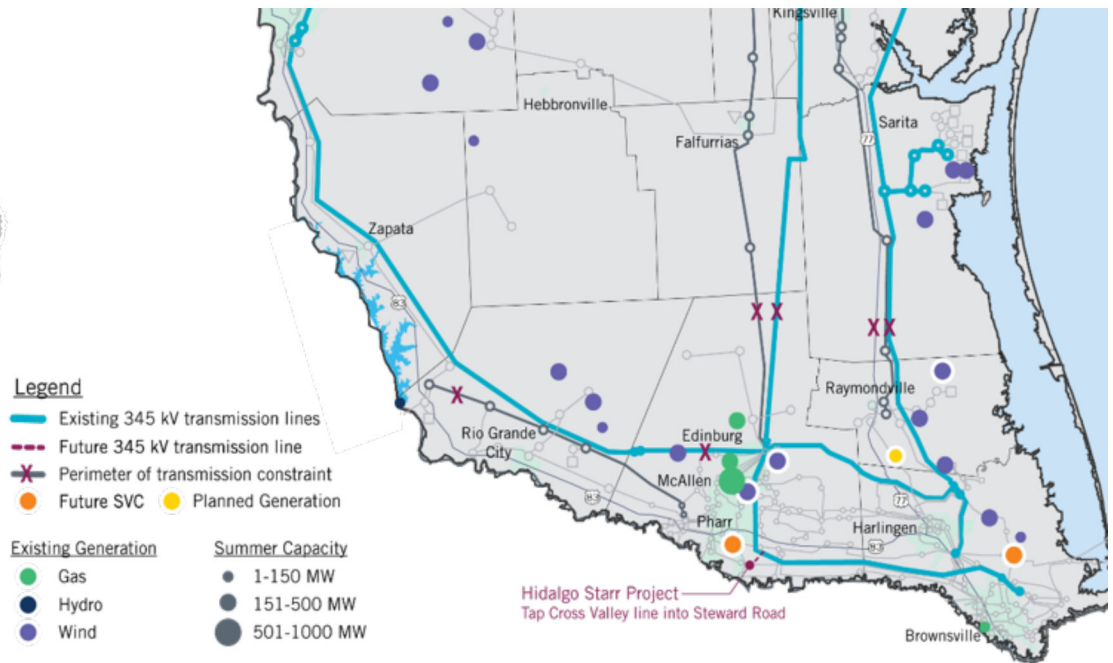 Kingsville
Hebbronville
Falfurrias
Sarita
77
Zapata
83
Raymondville
Rio Grande
City
Edinburg
McAllen
Pharr
83
77
Harlingen
83
Brownsville
Hidalgo Starr Project
Tap Cross Valley line into Steward Road
Legend
Existing 345 kV transmission lines
Future 345 kV transmission line
Perimeter of transmission constraint
Future SVC
Planned Generation
Existing Generation
Gas
Hydro
Wind
Summer Capacity
1-150 MW
151-500 MW
501-1000 MW